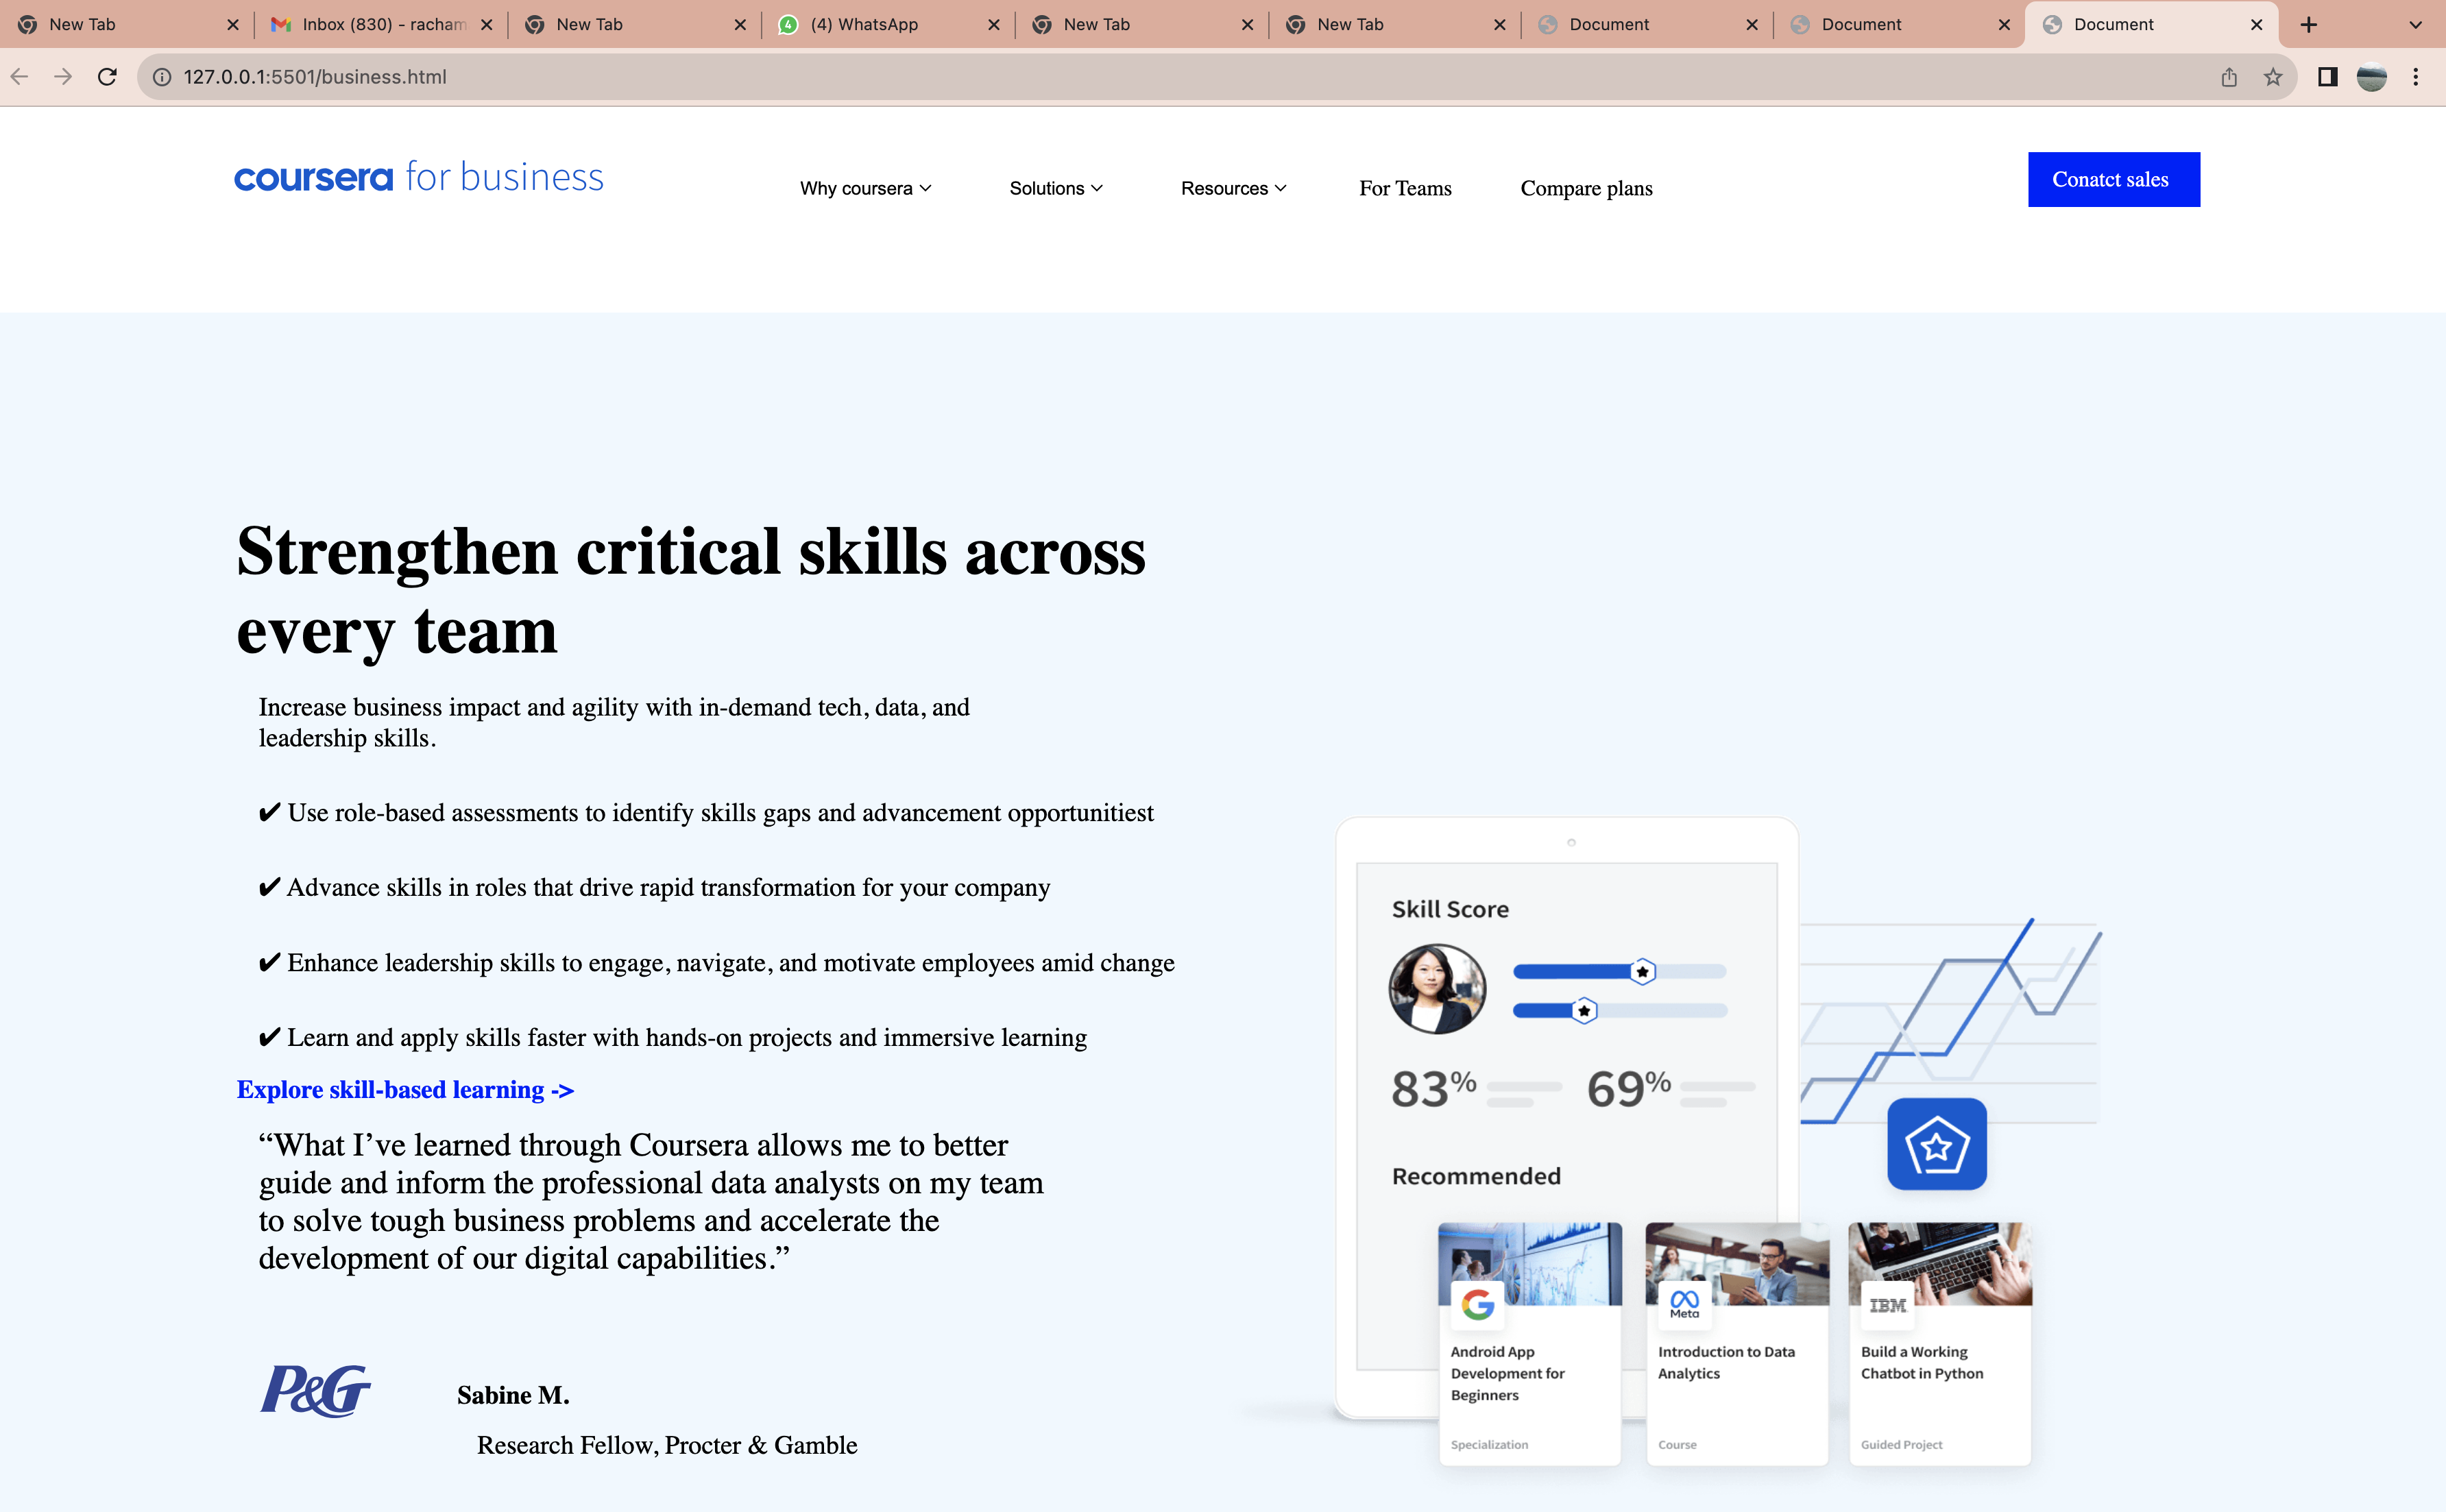 New Tab
Inbox (830) - racham
New Tab
4
(4) WhatsApp
New Tab
New Tab
Document
Document
Document
127.0.0.1:5501/business.html
coursera for business
Why coursera
Solutions
Resources
For Teams
Compare plans
Conatct sales
Strengthen critical skills across
every team
Increase business impact and agility with in-demand tech, data, and
leadership skills.
✔ Use role-based assessments to identify skills gaps and advancement opportunitiest
✔ Advance skills in roles that drive rapid transformation for your company
✔ Enhance leadership skills to engage, navigate, and motivate employees amid change
✔ Learn and apply skills faster with hands-on projects and immersive learning
Explore skill-based learning ->
“What I’ve learned through Coursera allows me to better
guide and inform the professional data analysts on my team
to solve tough business problems and accelerate the
development of our digital capabilities.”
P&G
Sabine M.
Research Fellow, Procter & Gamble
Skill Score
83%
69%
Recommended
G
Android App
Development for
Beginners
Specialization
Meta
Introduction to Data
Analytics
Course
IBM
Build a Working
Chatbot in Python
Guided Project